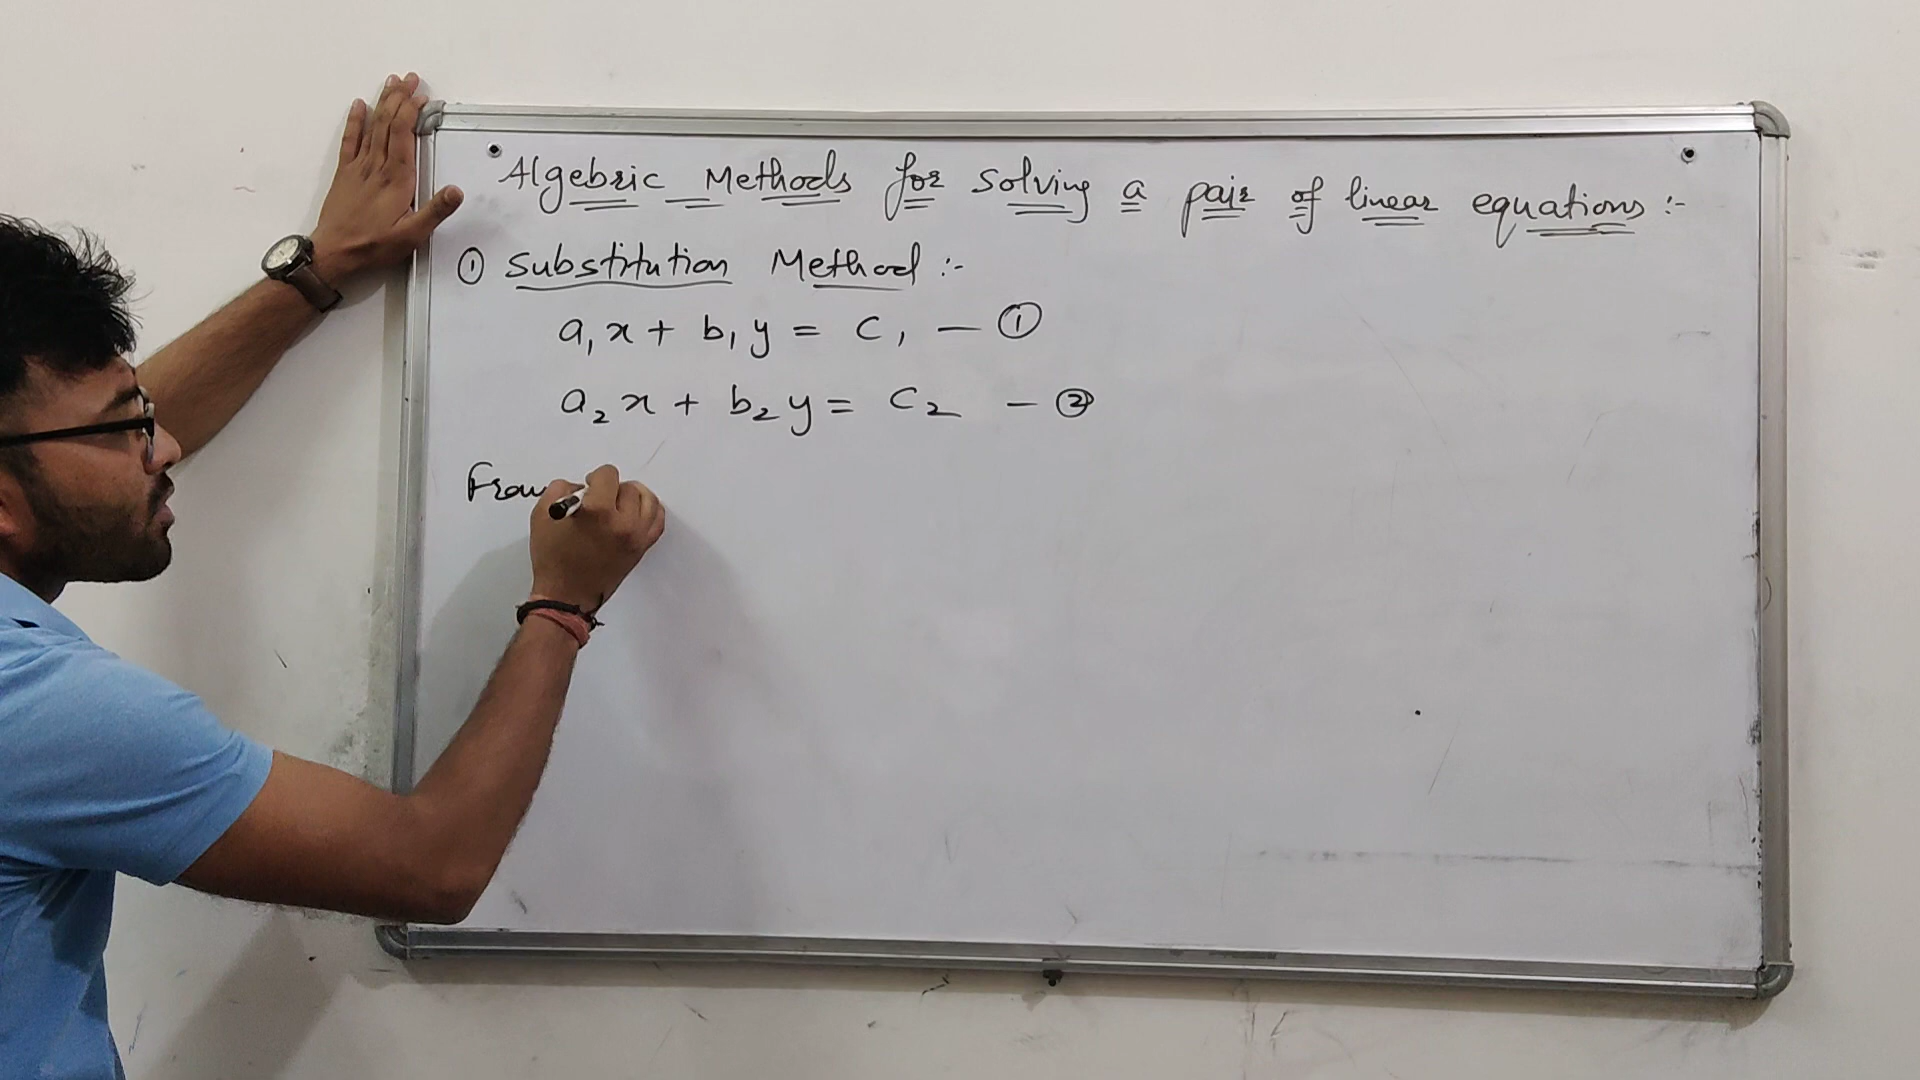 Algebric Methods for solving a pair of linear equations :-
① Substitution Method :-
a₁x + b₁y = c₁ — ①
a₂x + b₂y = c₂ — ②
From